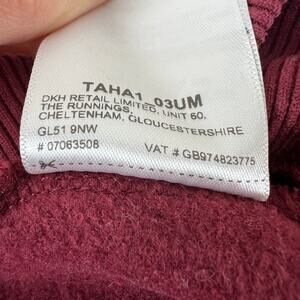 TAHA1_03UM
DKH RETAIL LIMITED, UNIT 60,
THE RUNNINGS,
CHELTENHAM, GLOUCESTERSHIRE
GL51 9NW
# 07063508 VAT # GB974823775